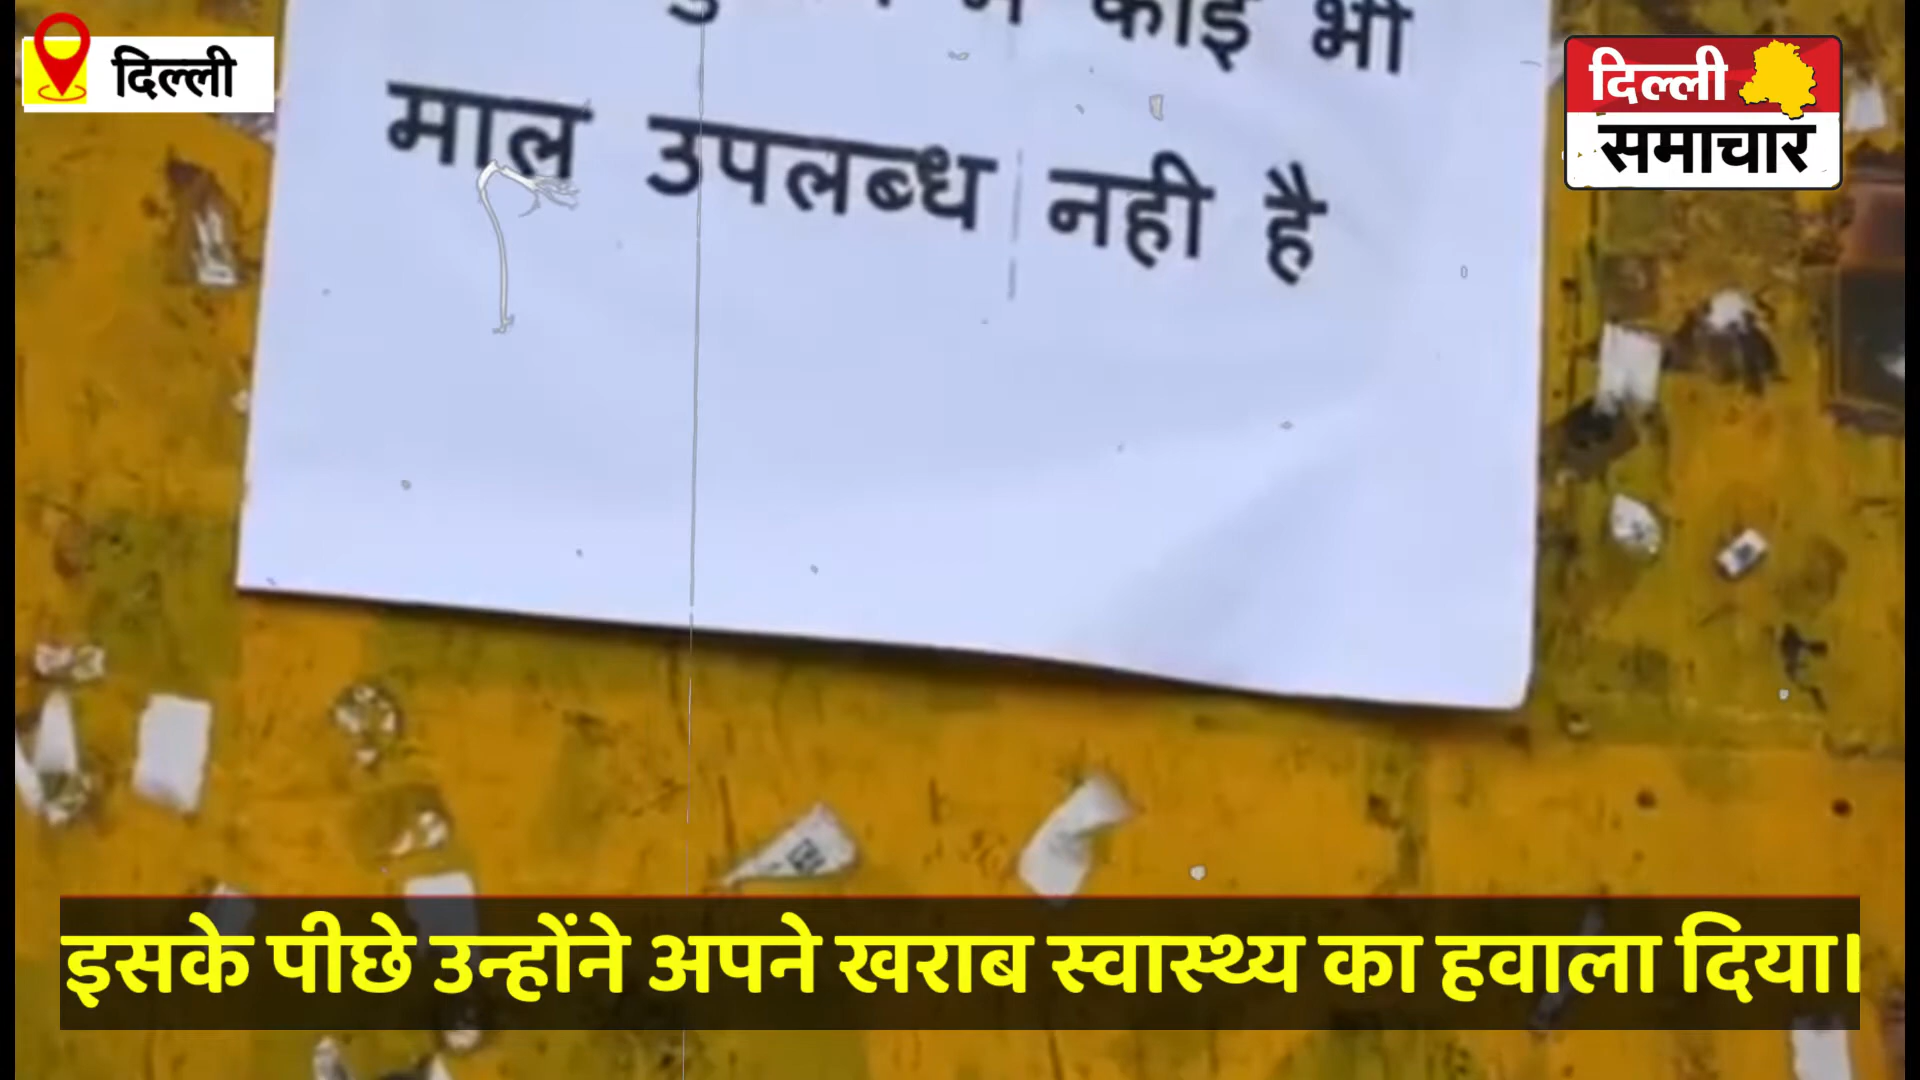 दिल्ली
दिल्ली
समाचार
में कोई भी
माल उपलब्ध नही है
इसके पीछे उन्होंने अपने खराब स्वास्थ्य का हवाला दिया।